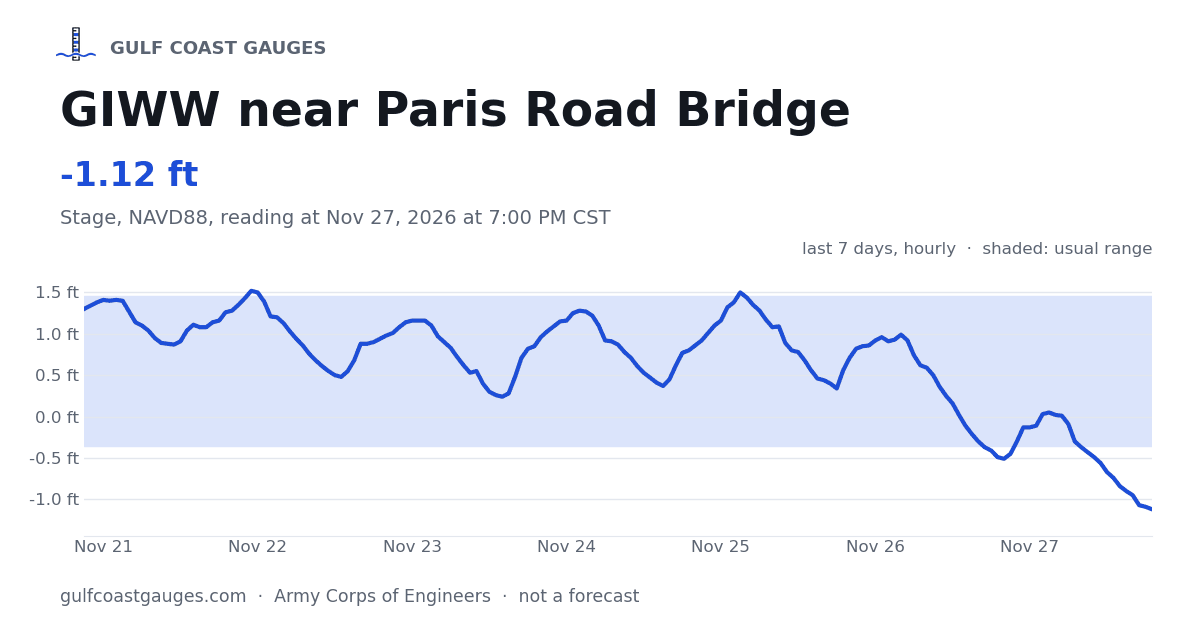 GULF COAST GAUGES
GIWW near Paris Road Bridge
-1.12 ft
Stage, NAVD88, reading at Nov 27, 2026 at 7:00 PM CST
last 7 days, hourly · shaded: usual range
1.5 ft
1.0 ft
0.5 ft
0.0 ft
-0.5 ft
-1.0 ft
Nov 21 Nov 22 Nov 23 Nov 24 Nov 25 Nov 26 Nov 27
gulfcoastgauges.com · Army Corps of Engineers · not a forecast